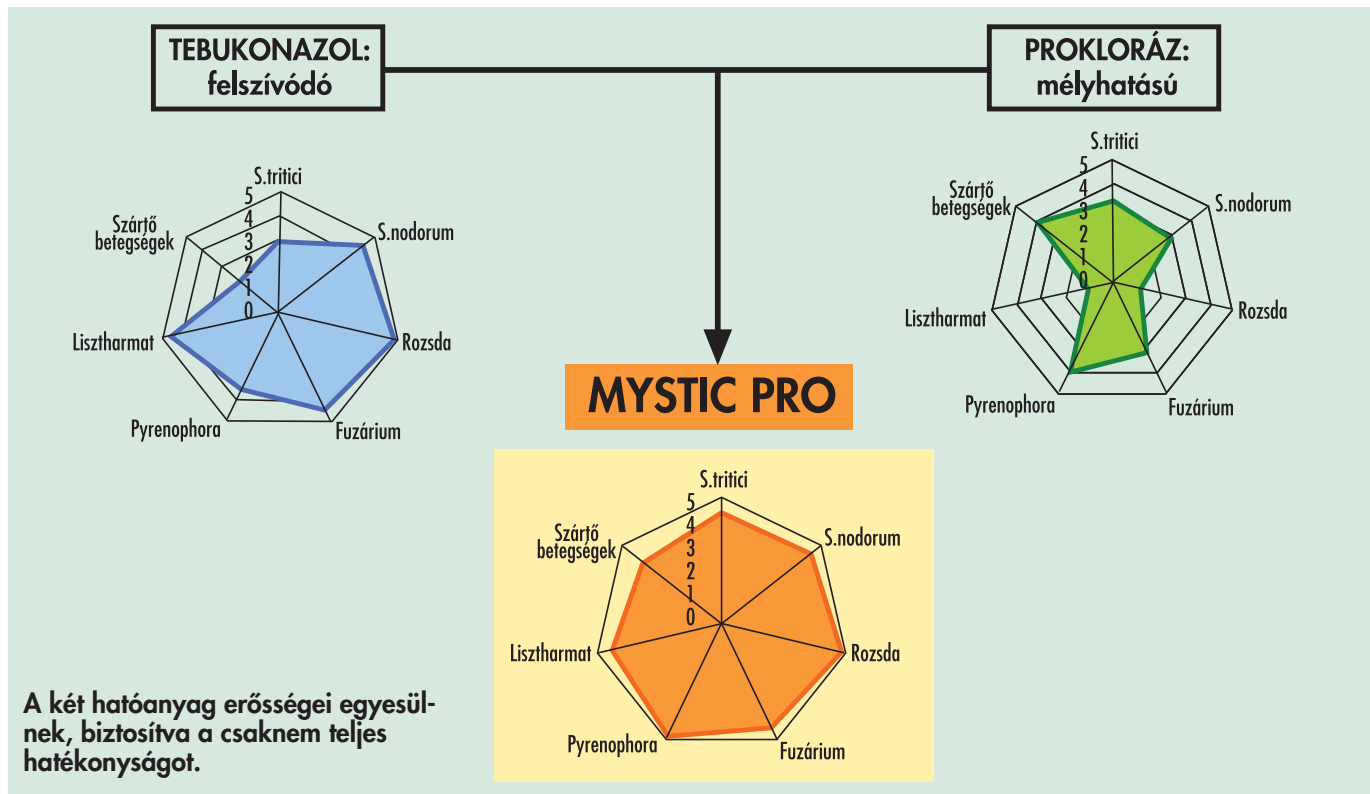 TEBUKONAZOL:
felszívódó
PROKLORÁZ:
mélyhatású
S.tritici
5
4
3
2
1
0
S.nodorum
Rozsda
Fuzárium
Pyrenophora
Lisztharmat
Szártő
betegségek
S.tritici
5
4
3
2
1
0
S.nodorum
Rozsda
Fuzárium
Pyrenophora
Lisztharmat
Szártő
betegségek
MYSTIC PRO
S.tritici
5
4
3
2
1
0
S.nodorum
Rozsda
Fuzárium
Pyrenophora
Lisztharmat
Szártő
betegségek
A két hatóanyag erősségei egyesül-
nek, biztosítva a csaknem teljes
hatékonyságot.